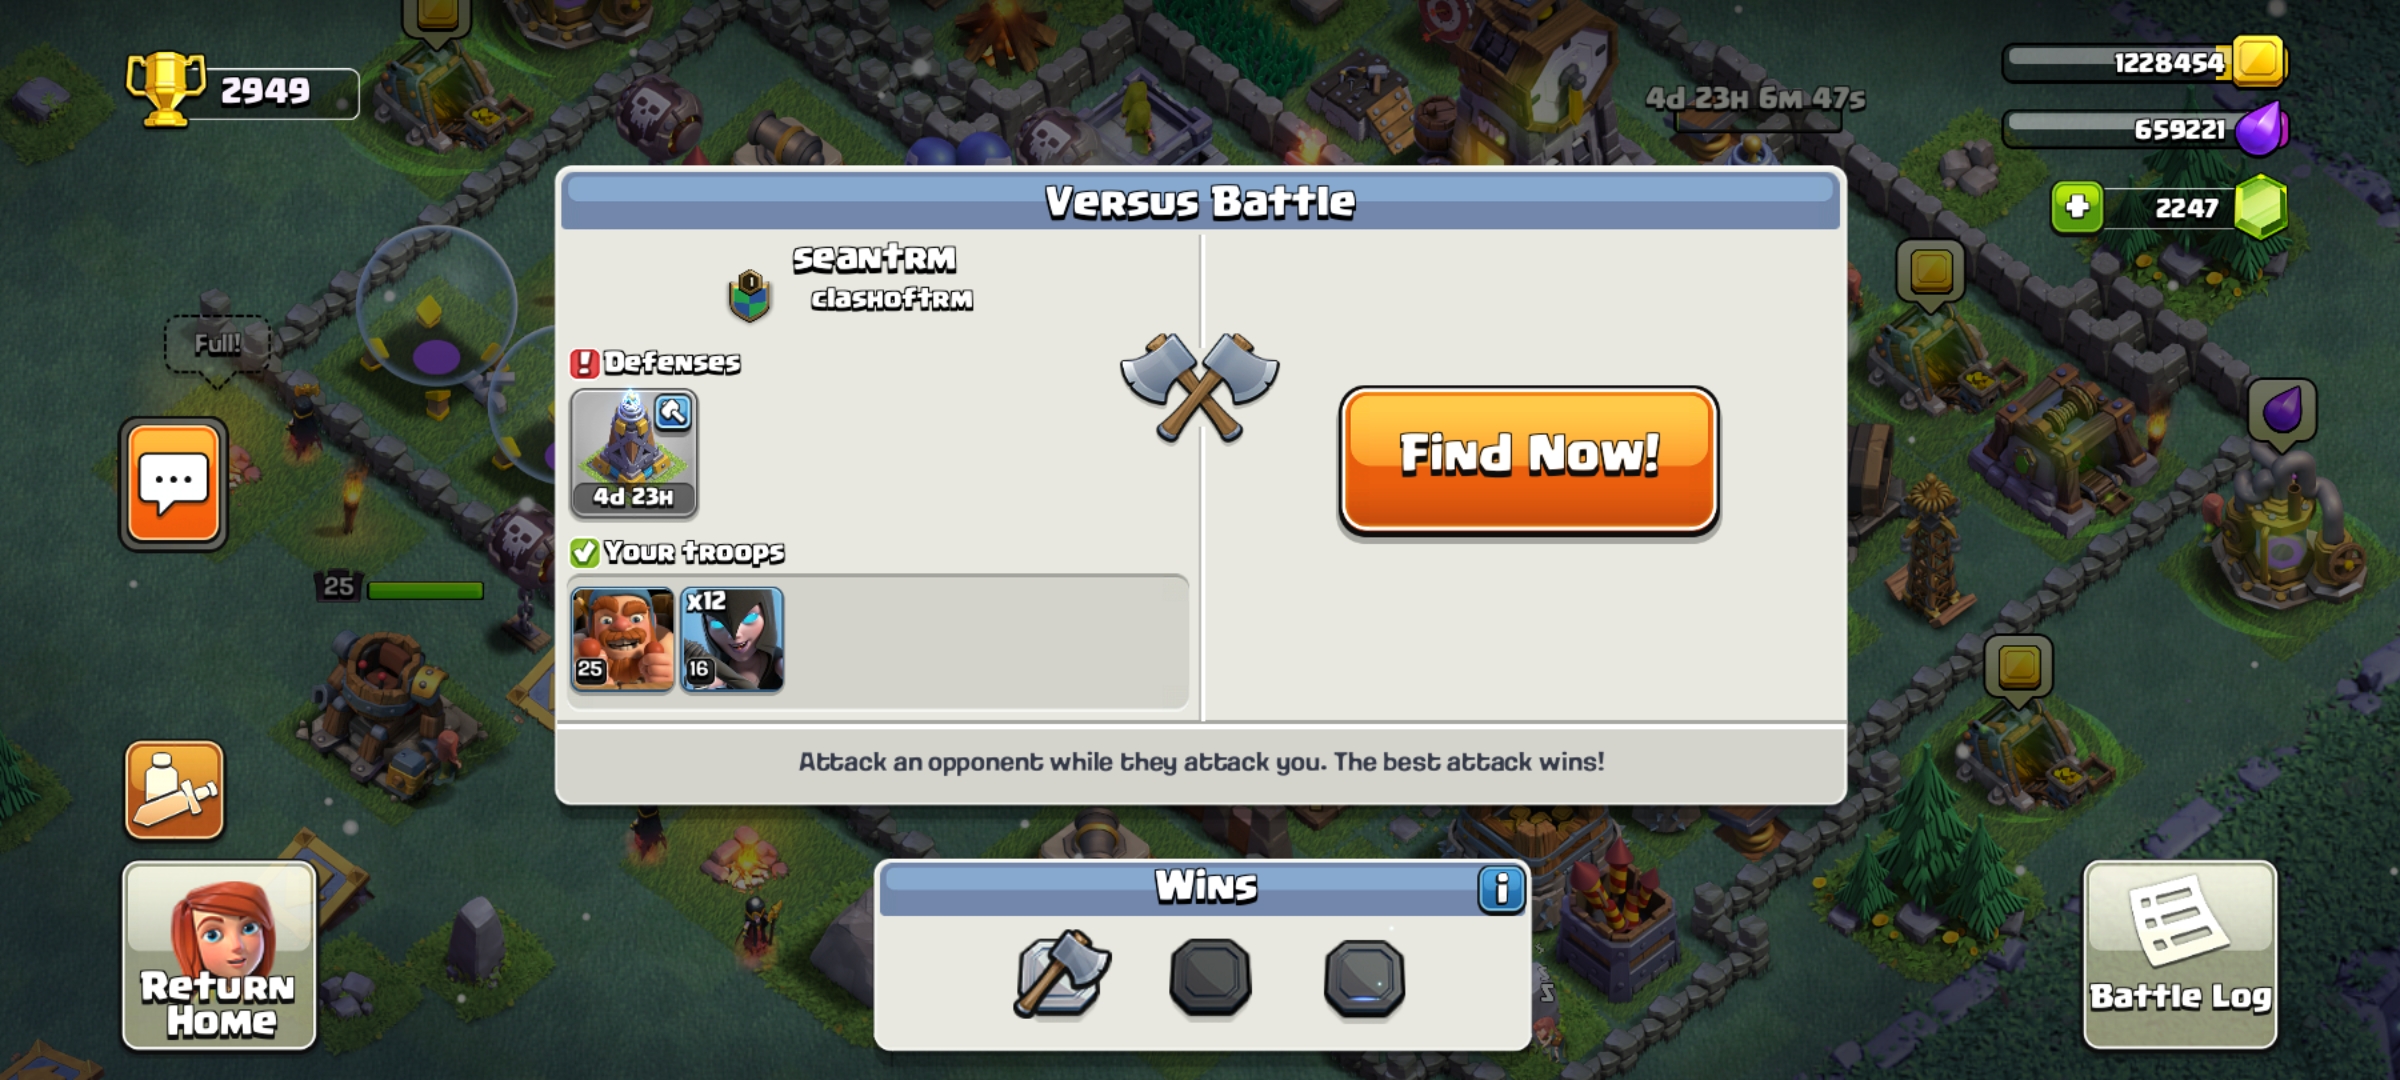 2949
4d 23H 6M 47s
1228454
659221
2247
Versus Battle
seantrm
1
clashoftrm
Full!
! Defenses
4d 23H
Find Now!
Your troops
25
x12
25
16
Attack an opponent while they attack you. The best attack wins!
Wins
i
Return
Home
Battle Log